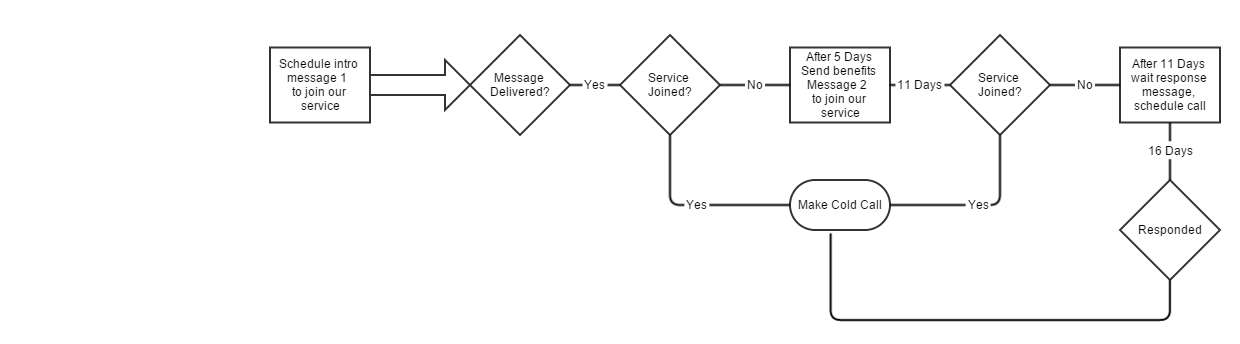 Schedule intro
message 1
to join our
service
Message
Delivered?
Yes
Service
Joined?
No
After 5 Days
Send benefits
Message 2
to join our
service
11 Days
Service
Joined?
No
After 11 Days
wait response
message,
schedule call
16 Days
Yes
Make Cold Call
Yes
Responded